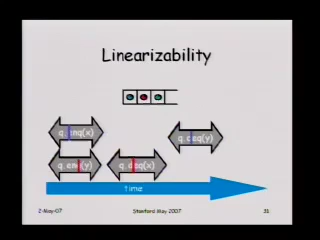 Linearizability
q.enq(x)
q.deq(y)
q.enq(y)
q.deq(x)
time
2-May-07
Stanford May 2007
31